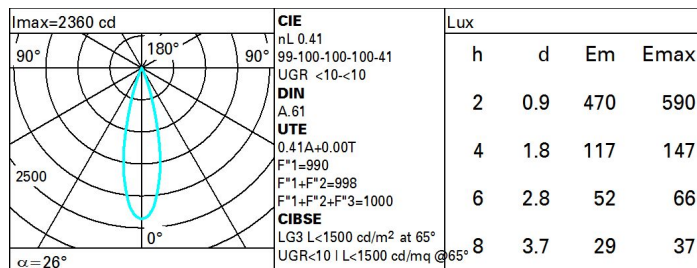 Imax=2360 cd
90° 180° 90°
2500
0°
α=26°
CIE
nL 0.41
99-100-100-100-41
UGR <10-<10
DIN
A.61
UTE
0.41A+0.00T
F"1=990
F"1+F"2=998
F"1+F"2+F"3=1000
CIBSE
LG3 L<1500 cd/m² at 65°
UGR<10 | L<1500 cd/mq @65°
Lux
h d Em Emax
2 0.9 470 590
4 1.8 117 147
6 2.8 52 66
8 3.7 29 37